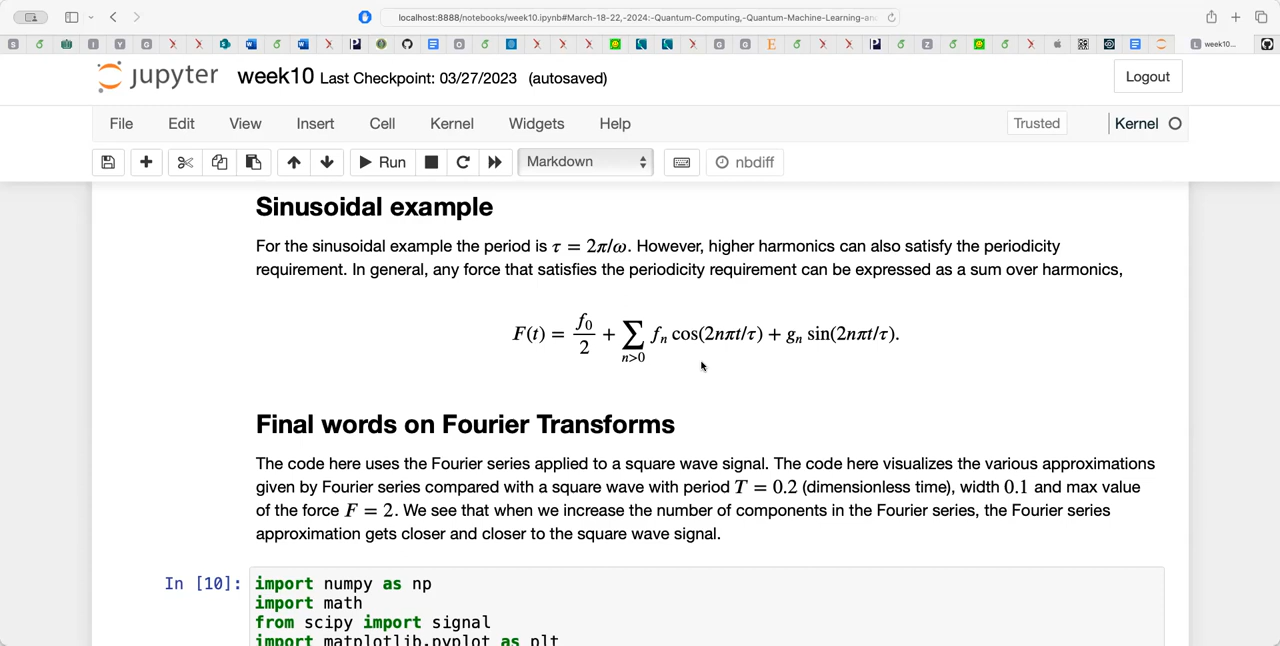 localhost:8888/notebooks/week10.ipynb#March-18-22,-2024:-Quantum-Computing,-Quantum-Machine-Learning-an
week10...
jupyter week10 Last Checkpoint: 03/27/2023 (autosaved)
Logout
File Edit View Insert Cell Kernel Widgets Help
Trusted
Kernel
Run
Markdown
nbdiff
Sinusoidal example
For the sinusoidal example the period is τ = 2π/ω. However, higher harmonics can also satisfy the periodicity
requirement. In general, any force that satisfies the periodicity requirement can be expressed as a sum over harmonics,
F(t) = f₀/2 + ∑ₙ>₀ fₙ cos(2nπt/τ) + gₙ sin(2nπt/τ).
Final words on Fourier Transforms
The code here uses the Fourier series applied to a square wave signal. The code here visualizes the various approximations
given by Fourier series compared with a square wave with period T = 0.2 (dimensionless time), width 0.1 and max value
of the force F = 2. We see that when we increase the number of components in the Fourier series, the Fourier series
approximation gets closer and closer to the square wave signal.
In [10]: import numpy as np
import math
from scipy import signal
import matplotlib.pyplot as plt